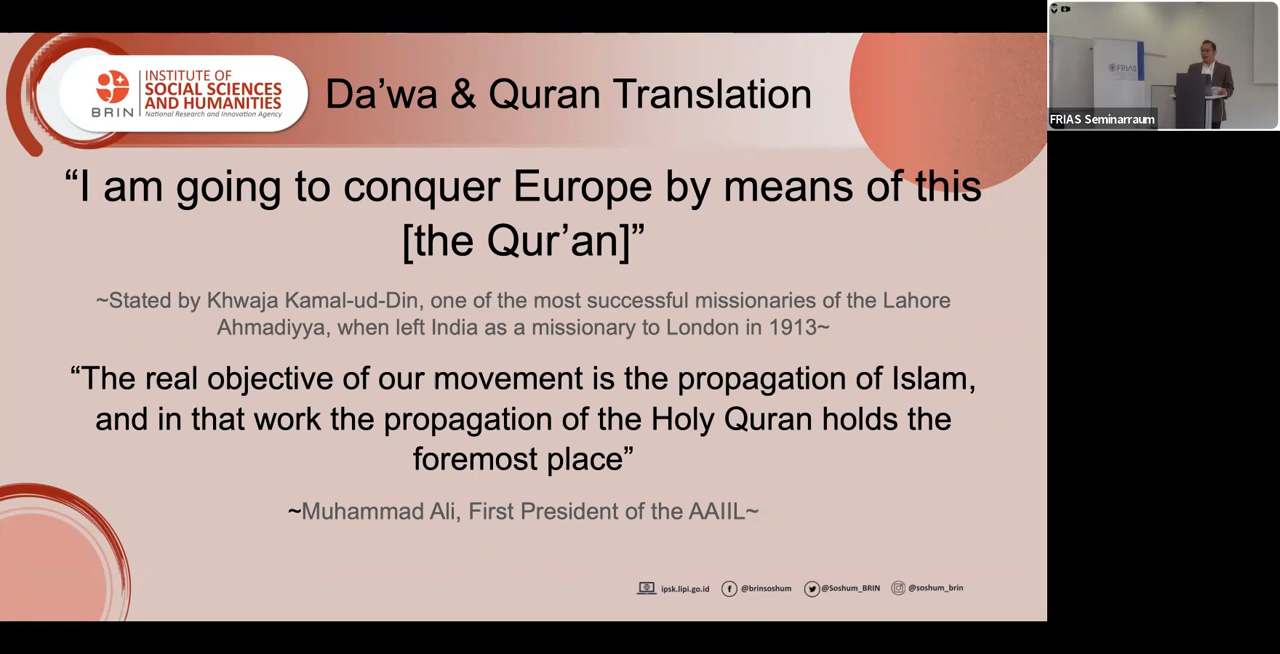 BRIN
INSTITUTE OF
SOCIAL SCIENCES
AND HUMANITIES
National Research and Innovation Agency
Da’wa & Quran Translation
“I am going to conquer Europe by means of this
[the Qur’an]”
~Stated by Khwaja Kamal-ud-Din, one of the most successful missionaries of the Lahore
Ahmadiyya, when left India as a missionary to London in 1913~
“The real objective of our movement is the propagation of Islam,
and in that work the propagation of the Holy Quran holds the
foremost place”
~Muhammad Ali, First President of the AAIIL~
ipsk.lipi.go.id @brinsoshum @Soshum_BRIN @soshum_brin
FRIAS
FRIAS Seminarraum